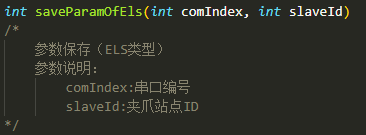 int saveParamOfEls(int comIndex, int slaveId)
/*
参数保存（ELS类型）
参数说明：
comIndex:串口编号
slaveId:夹爪站点ID
*/